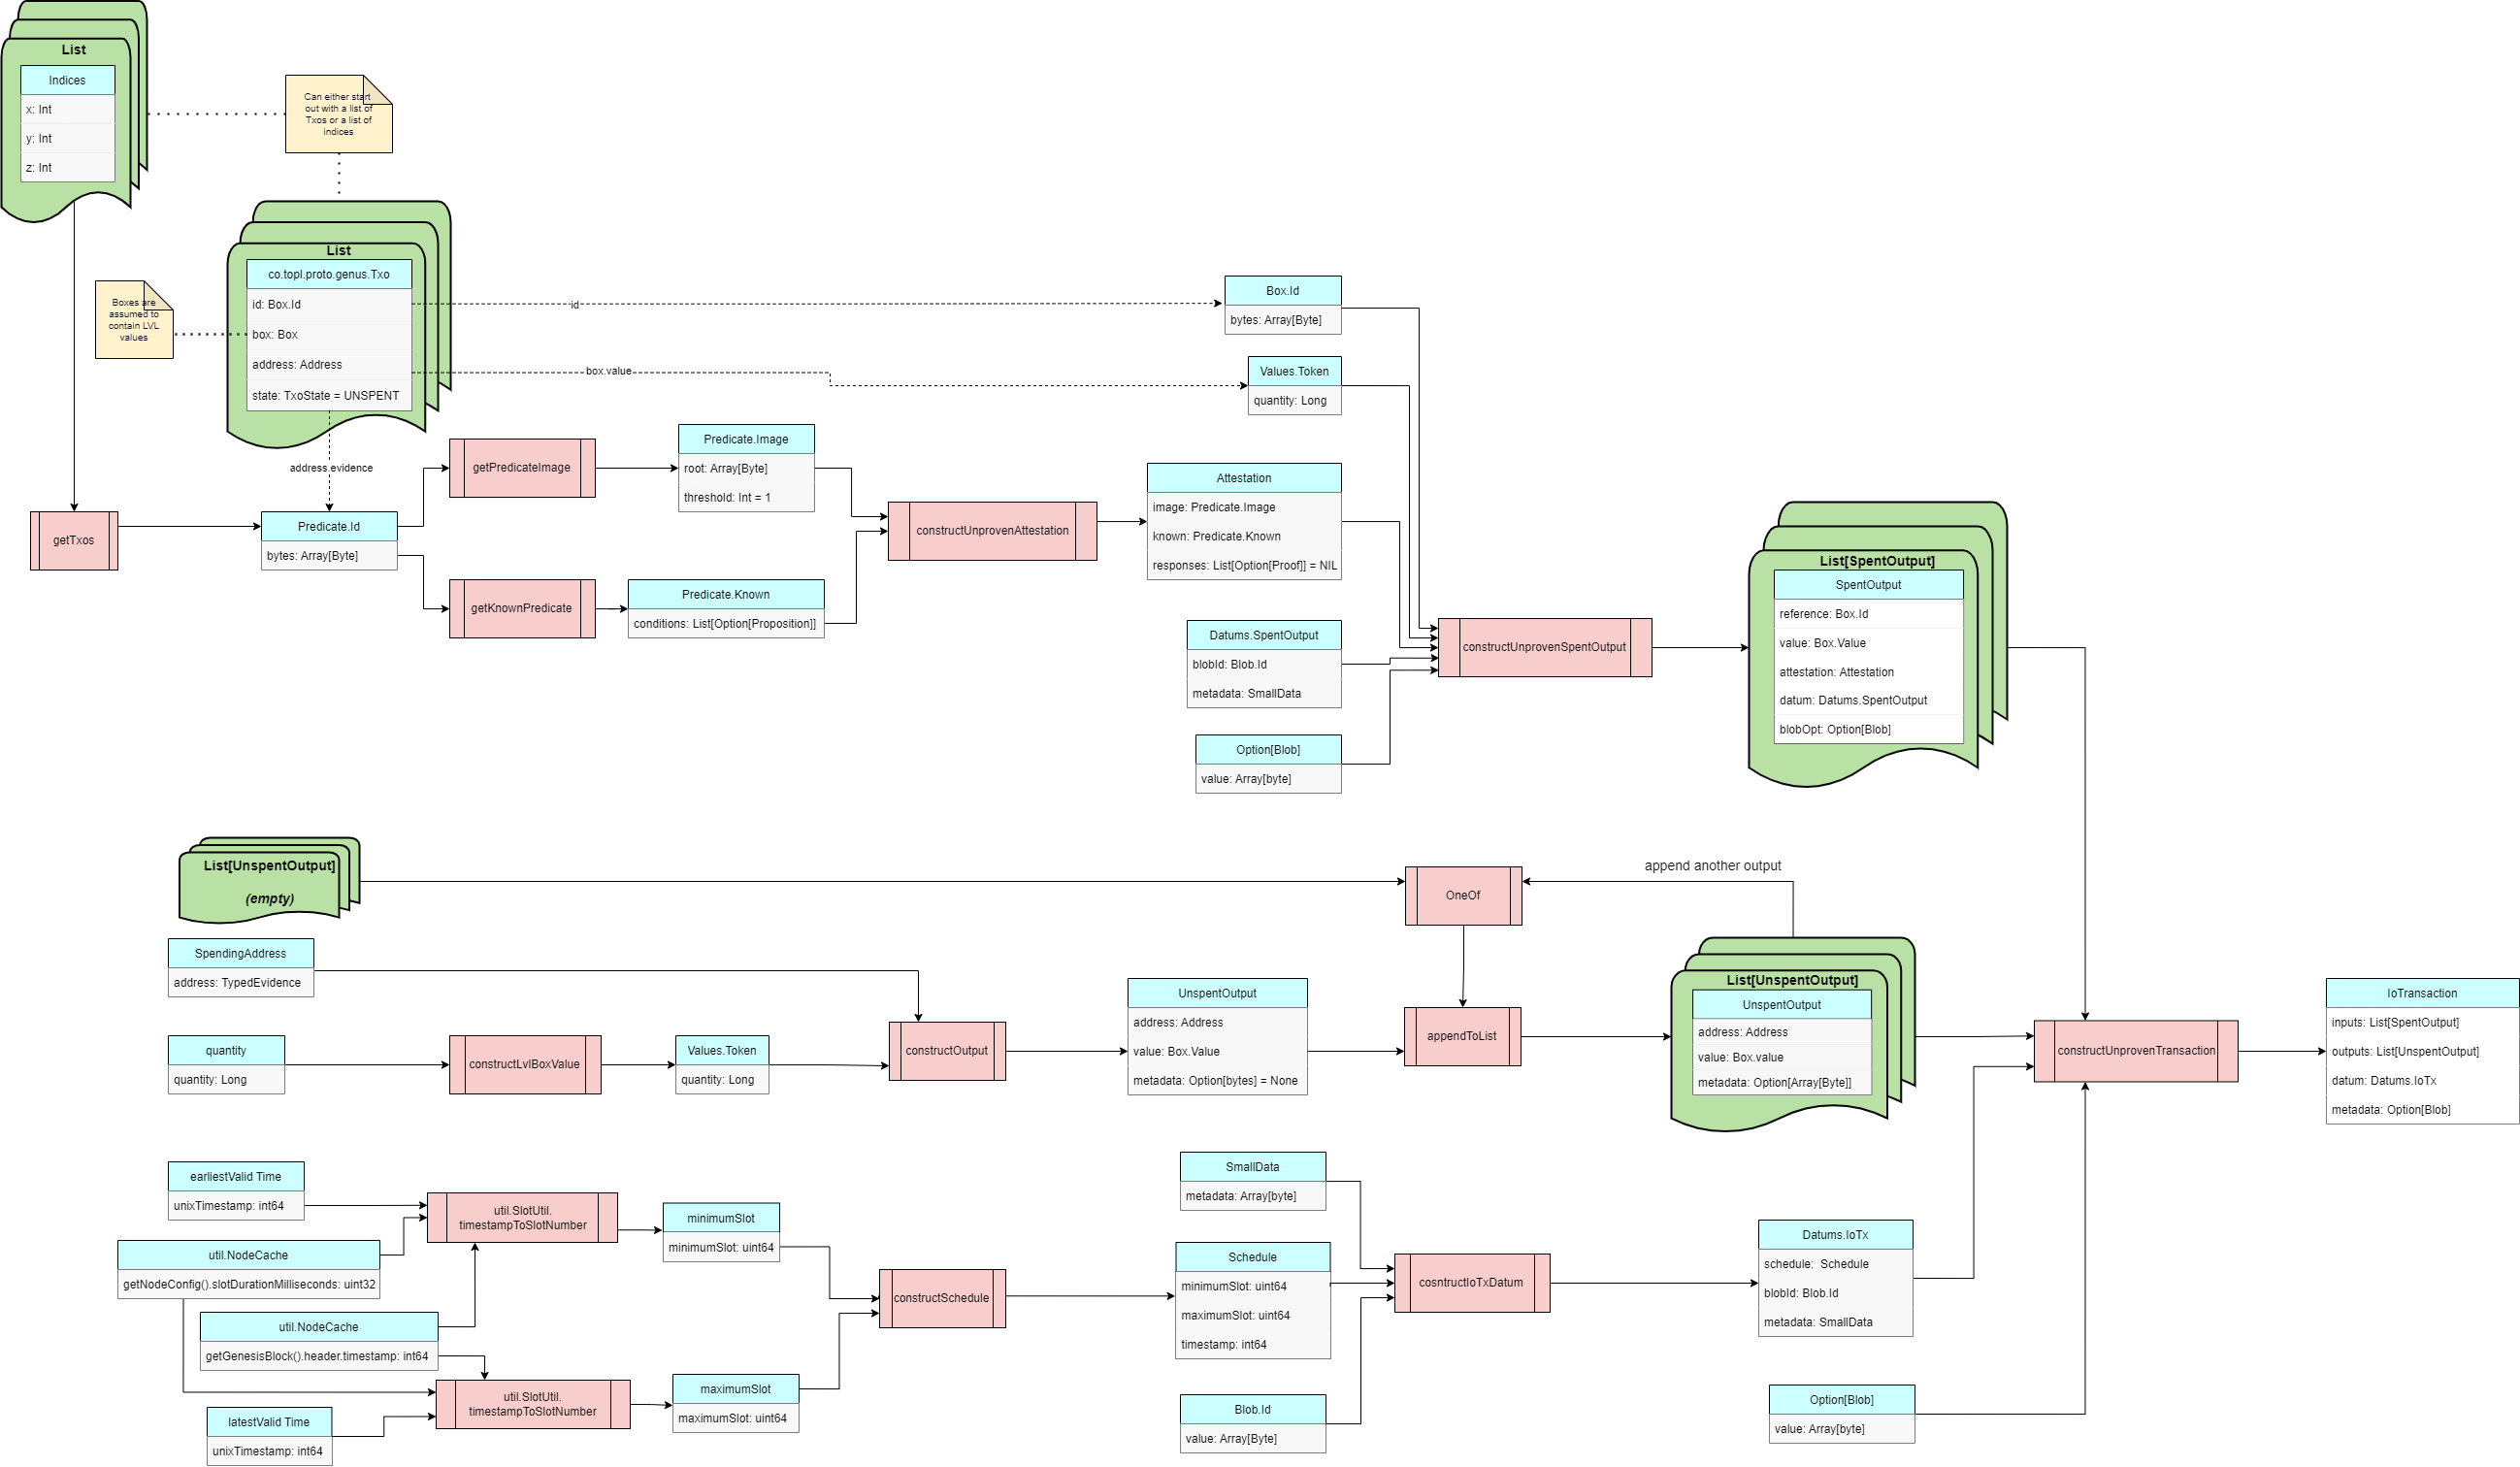 List
Indices
x: Int
y: Int
z: Int
Can either start
out with a list of
Txos or a list of
indices
List
co.topl.proto.genus.Txo
id: Box.Id
box: Box
address: Address
state: TxoState = UNSPENT
Boxes are
assumed to
contain LVL
values
id
box.value
address.evidence
Box.Id
bytes: Array[Byte]
Values.Token
quantity: Long
getTxos
Predicate.Id
bytes: Array[Byte]
getPredicateImage
Predicate.Image
root: Array[Byte]
threshold: Int = 1
getKnownPredicate
Predicate.Known
conditions: List[Option[Proposition]]
constructUnprovenAttestation
Attestation
image: Predicate.Image
known: Predicate.Known
responses: List[Option[Proof]] = NIL
Datums.SpentOutput
blobId: Blob.Id
metadata: SmallData
Option[Blob]
value: Array[byte]
constructUnprovenSpentOutput
List[SpentOutput]
SpentOutput
reference: Box.Id
value: Box.Value
attestation: Attestation
datum: Datums.SpentOutput
blobOpt: Option[Blob]
List[UnspentOutput]
(empty)
OneOf
append another output
SpendingAddress
address: TypedEvidence
quantity
quantity: Long
constructLvlBoxValue
Values.Token
quantity: Long
constructOutput
UnspentOutput
address: Address
value: Box.Value
metadata: Option[bytes] = None
appendToList
List[UnspentOutput]
UnspentOutput
address: Address
value: Box.value
metadata: Option[Array[Byte]]
constructUnprovenTransaction
IoTransaction
inputs: List[SpentOutput]
outputs: List[UnspentOutput]
datum: Datums.IoTx
metadata: Option[Blob]
earliestValid Time
unixTimestamp: int64
util.NodeCache
getNodeConfig().slotDurationMilliseconds: uint32
util.NodeCache
getGenesisBlock().header.timestamp: int64
latestValid Time
unixTimestamp: int64
util.SlotUtil.
timestampToSlotNumber
util.SlotUtil.
timestampToSlotNumber
minimumSlot
minimumSlot: uint64
maximumSlot
maximumSlot: uint64
constructSchedule
SmallData
metadata: Array[byte]
Schedule
minimumSlot: uint64
maximumSlot: uint64
timestamp: int64
Blob.Id
value: Array[Byte]
cosntructIoTxDatum
Datums.IoTx
schedule:  Schedule
blobId: Blob.Id
metadata: SmallData
Option[Blob]
value: Array[byte]